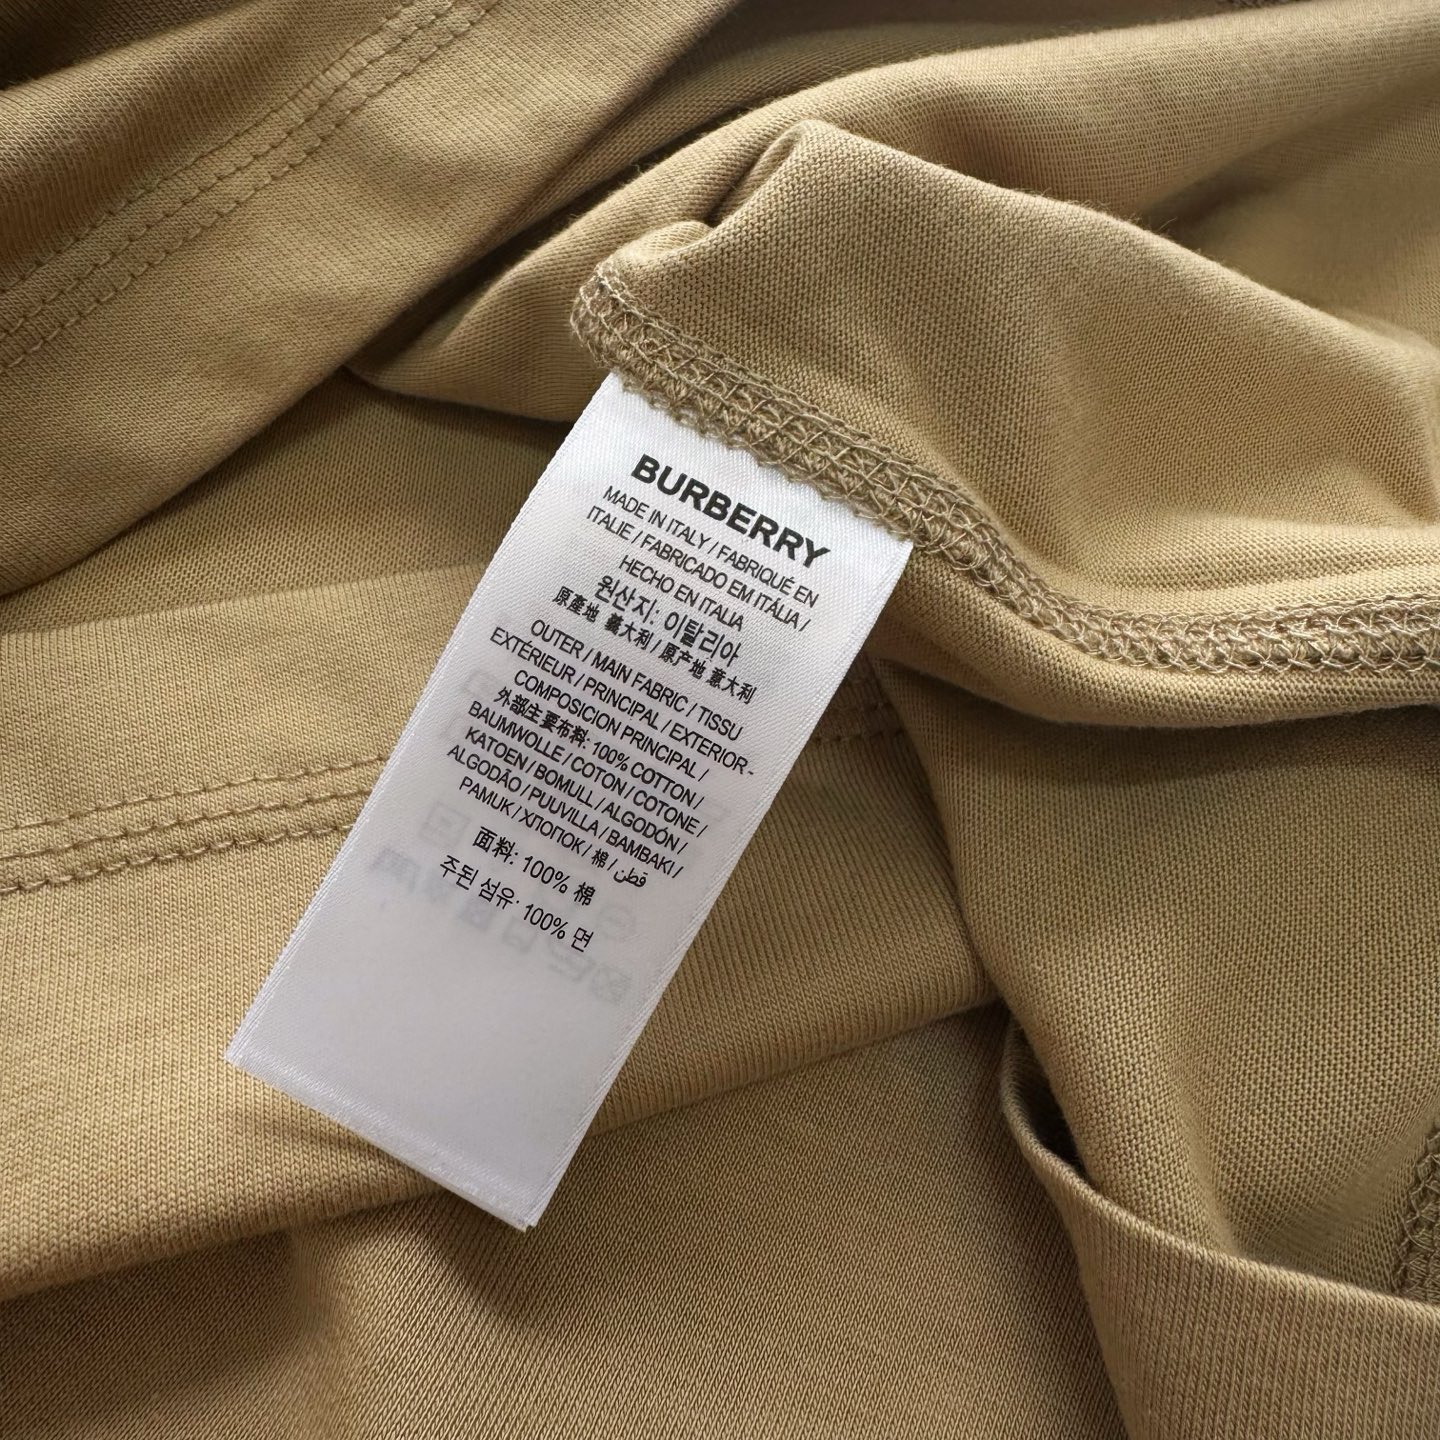 BURBERRY
MADE IN ITALY / FABRIQUÉ EN
ITALIE / FABRICADO EM ITÁLIA /
HECHO EN ITALIA
원산지: 이탈리아
原產地 義大利 / 原产地 意大利
OUTER / MAIN FABRIC / TISSU
EXTÉRIEUR / PRINCIPAL / EXTERIOR-
COMPOSICION PRINCIPAL /
外部主要布料: 100% COTTON /
BAUMWOLLE / COTON / COTONE /
KATOEN / BOMULL / ALGODÓN /
ALGODÃO / PUUVILLA / BAMBAKI /
PAMUK / ХЛОПОК / 棉 / قطن
面料: 100% 棉
주된 섬유: 100% 면